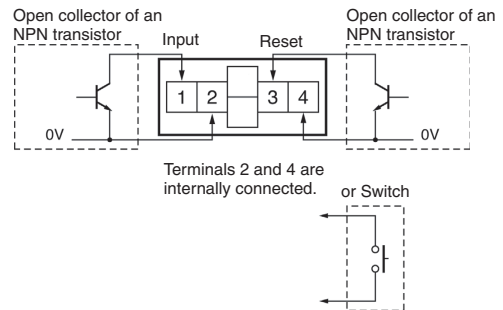 Open collector of an
NPN transistor
Input
Reset
Open collector of an
NPN transistor
1 2 3 4
0V
0V
Terminals 2 and 4 are
internally connected.
or Switch